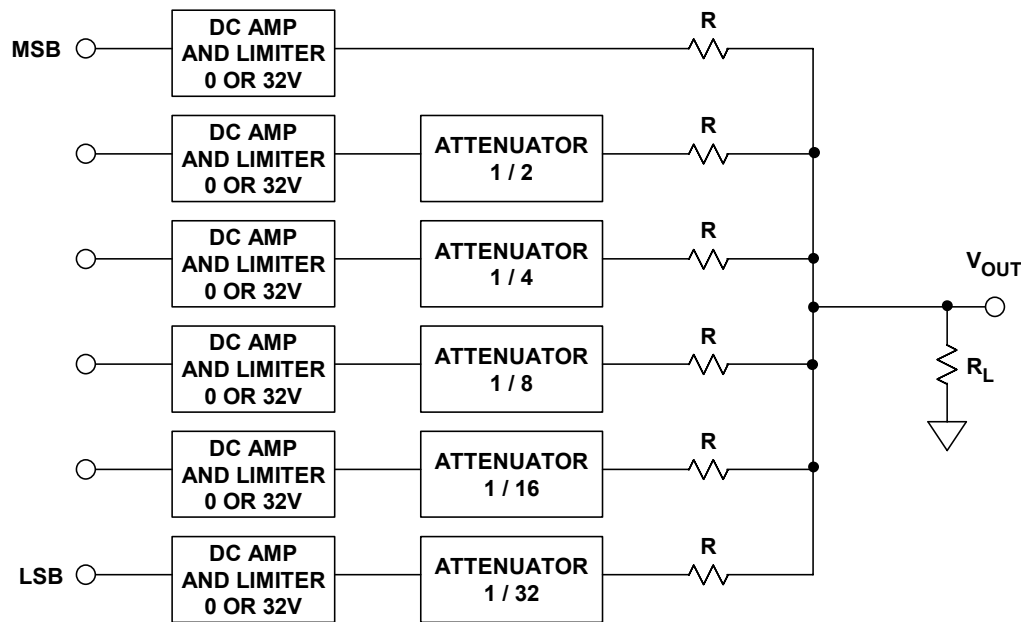 MSB
DC AMP
AND LIMITER
0 OR 32V
R
DC AMP
AND LIMITER
0 OR 32V
ATTENUATOR
1 / 2
R
DC AMP
AND LIMITER
0 OR 32V
ATTENUATOR
1 / 4
R
VOUT
DC AMP
AND LIMITER
0 OR 32V
ATTENUATOR
1 / 8
R
RL
DC AMP
AND LIMITER
0 OR 32V
ATTENUATOR
1 / 16
R
LSB
DC AMP
AND LIMITER
0 OR 32V
ATTENUATOR
1 / 32
R